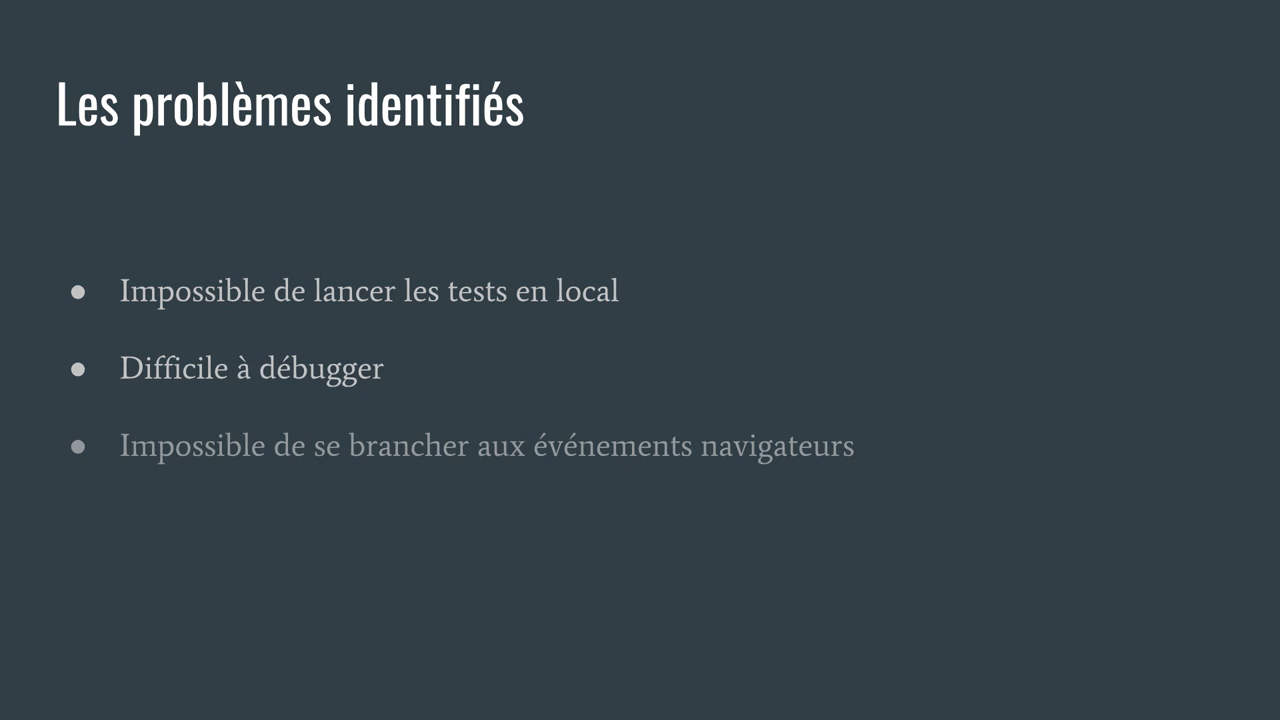 Les problèmes identifiés
● Impossible de lancer les tests en local
● Difficile à débugger
● Impossible de se brancher aux événements navigateurs